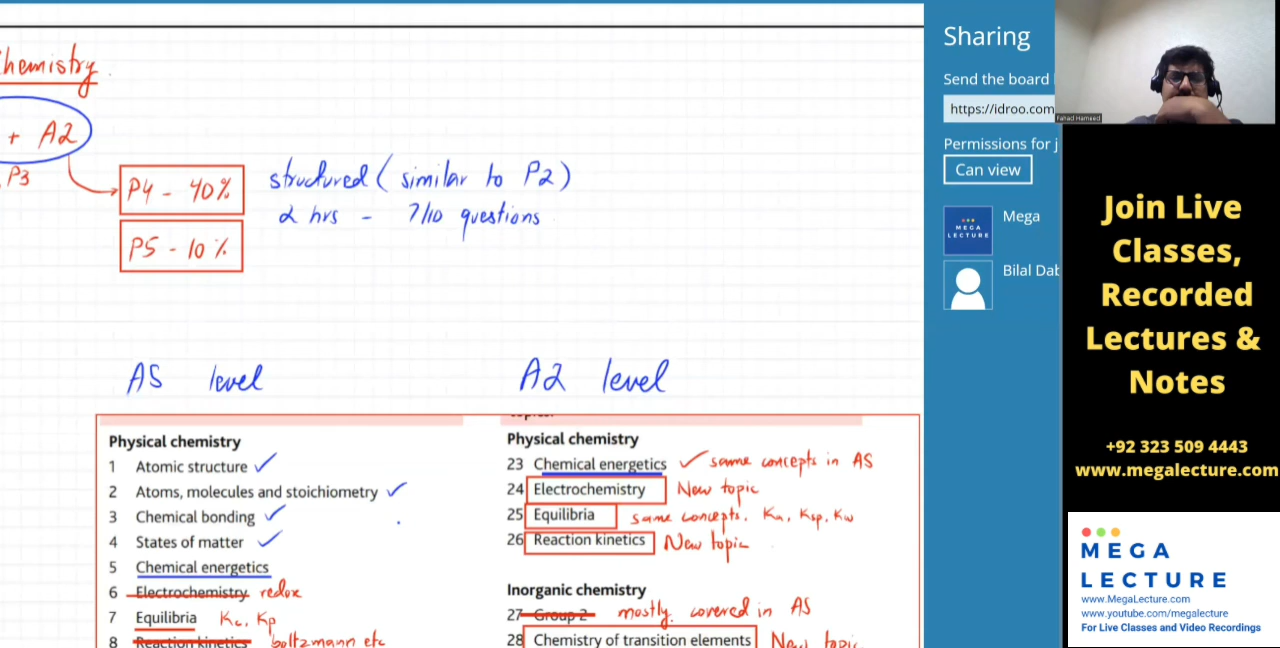 Chemistry
+ A2
P3
P4 - 40%
structured ( similar to P2 )
2 hrs - 7/10 questions
P5 - 10 %
AS level
A2 level
Physical chemistry
1 Atomic structure ✓
2 Atoms, molecules and stoichiometry ✓
3 Chemical bonding ✓
4 States of matter ✓
5 Chemical energetics
6 Electrochemistry redox
7 Equilibria Kc, Kp
8 Reaction kinetics boltzmann etc
topics.
Physical chemistry
23 Chemical energetics ✓ same concepts in AS
24 Electrochemistry New topic
25 Equilibria same concepts. Ka, Ksp, Kw
26 Reaction kinetics New topic
Inorganic chemistry
27 Group 2 mostly covered in AS
28 Chemistry of transition elements New topic
Sharing
Send the board
https://idroo.com
Permissions for j
Can view
MEGA
LECTURE
Mega
Bilal Dab
Fahad Hameed
Join Live
Classes,
Recorded
Lectures &
Notes
+92 323 509 4443
www.megalecture.com
MEGA
LECTURE
www.MegaLecture.com
www.youtube.com/megalecture
For Live Classes and Video Recordings